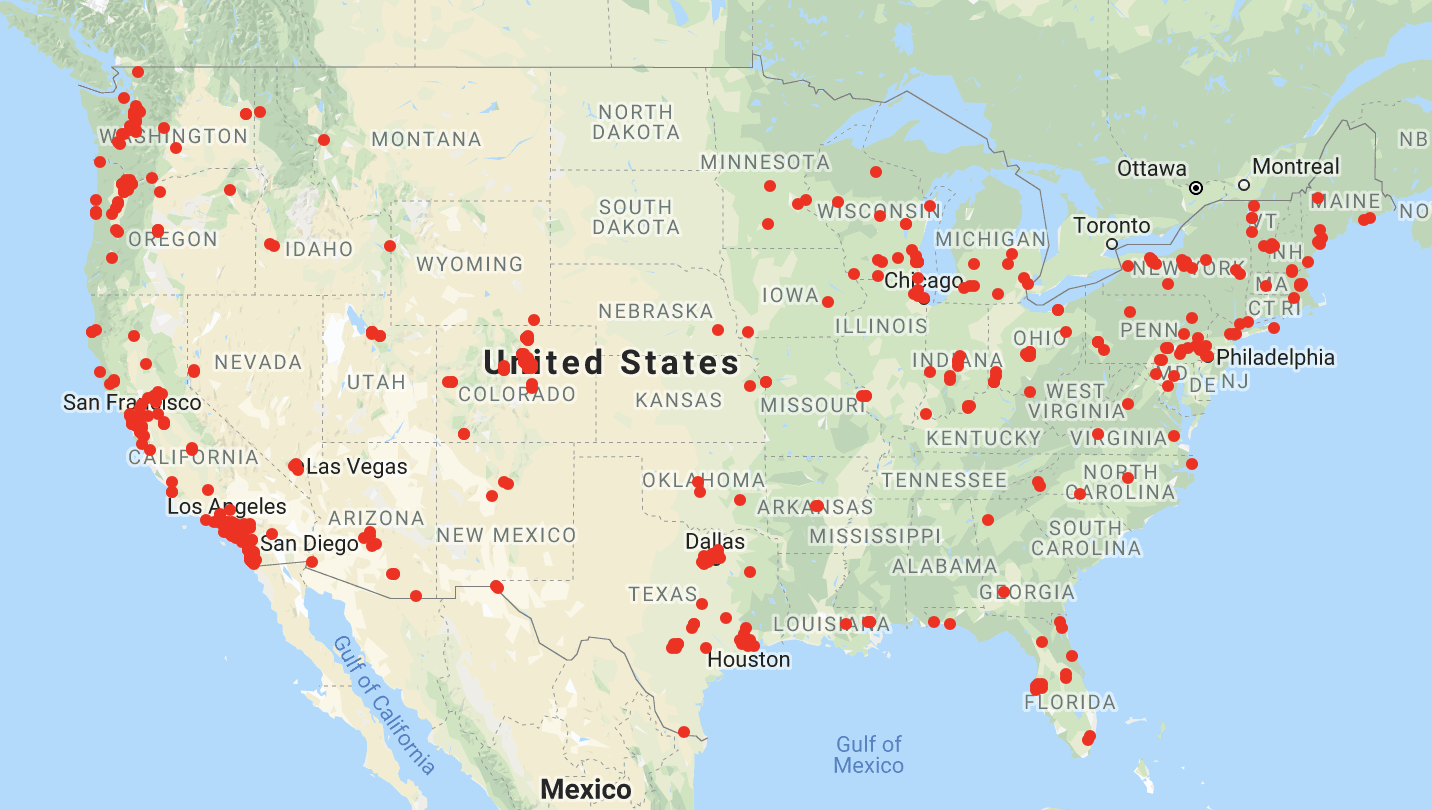 WASHINGTON
MONTANA
NORTH
DAKOTA
MINNESOTA
Ottawa
Montreal
NB
MAINE
NO
SOUTH
DAKOTA
WISCONSIN
VT
Toronto
OREGON
IDAHO
WYOMING
MICHIGAN
NH
NEW YORK
Chicago
MA
IOWA
CT RI
NEBRASKA
ILLINOIS
OHIO
PENN
United States
NEVADA
INDIANA
Philadelphia
UTAH
MD
DE
NJ
COLORADO
KANSAS
MISSOURI
WEST
VIRGINIA
San Francisco
KENTUCKY
VIRGINIA
CALIFORNIA
Las Vegas
OKLAHOMA
TENNESSEE
NORTH
CAROLINA
Los Angeles
ARIZONA
ARKANSAS
NEW MEXICO
MISSISSIPPI
SOUTH
CAROLINA
San Diego
Dallas
ALABAMA
TEXAS
GEORGIA
LOUISIANA
Houston
Gulf of California
FLORIDA
Gulf of
Mexico
Mexico